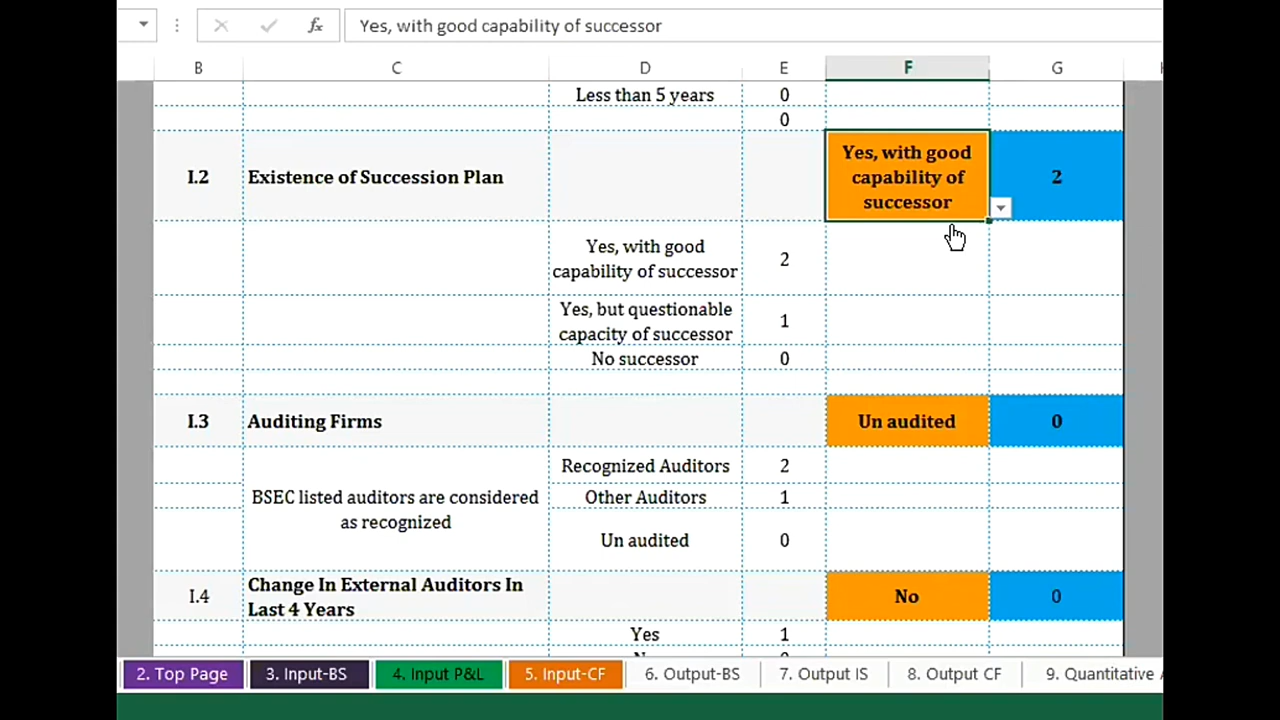 fx Yes, with good capability of successor
B C D E F G
Less than 5 years 0
0
I.2 Existence of Succession Plan Yes, with good capability of successor 2
Yes, with good
capability of successor 2
Yes, but questionable
capacity of successor 1
No successor 0
I.3 Auditing Firms Un audited 0
Recognized Auditors 2
BSEC listed auditors are considered
as recognized
Other Auditors 1
Un audited 0
I.4 Change In External Auditors In
Last 4 Years No 0
Yes 1
2. Top Page 3. Input-BS 4. Input P&L 5. Input-CF 6. Output-BS 7. Output IS 8. Output CF 9. Quantitative